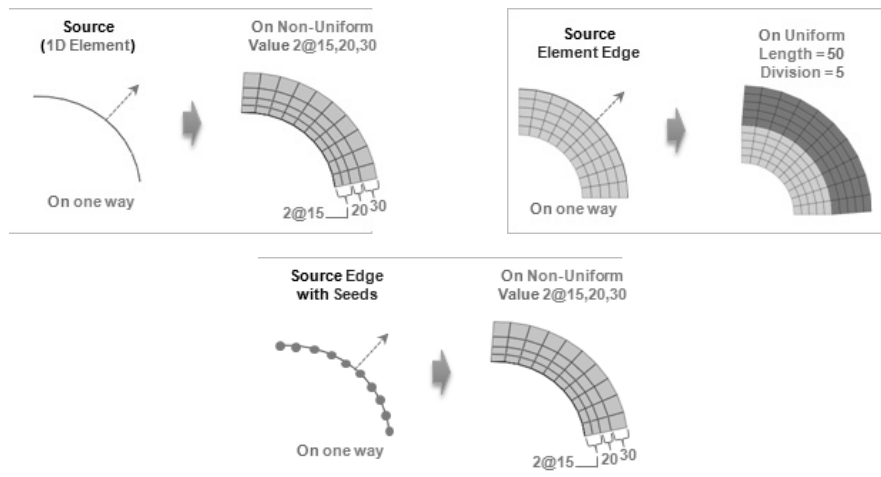 Source
(1D Element)
On Non-Uniform
Value 2@15,20,30
On one way
2@15
20
30
Source
Element Edge
On Uniform
Length = 50
Division = 5
On one way
Source Edge
with Seeds
On Non-Uniform
Value 2@15,20,30
On one way
2@15
20
30